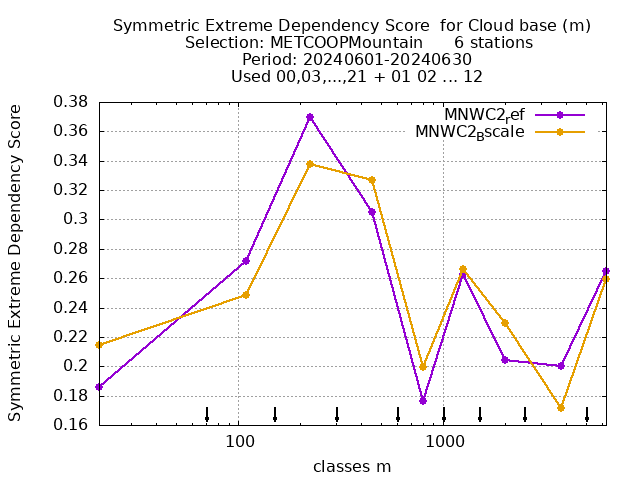 Symmetric Extreme Dependency Score  for Cloud base (m)
Selection: METCOOPMountain      6 stations
Period: 20240601-20240630
Used 00,03,...,21 + 01 02 ... 12
Symmetric Extreme Dependency Score
0.38
0.36
0.34
0.32
0.3
0.28
0.26
0.24
0.22
0.2
0.18
0.16
MNWC2ref
MNWC2Bscale
100
1000
classes m